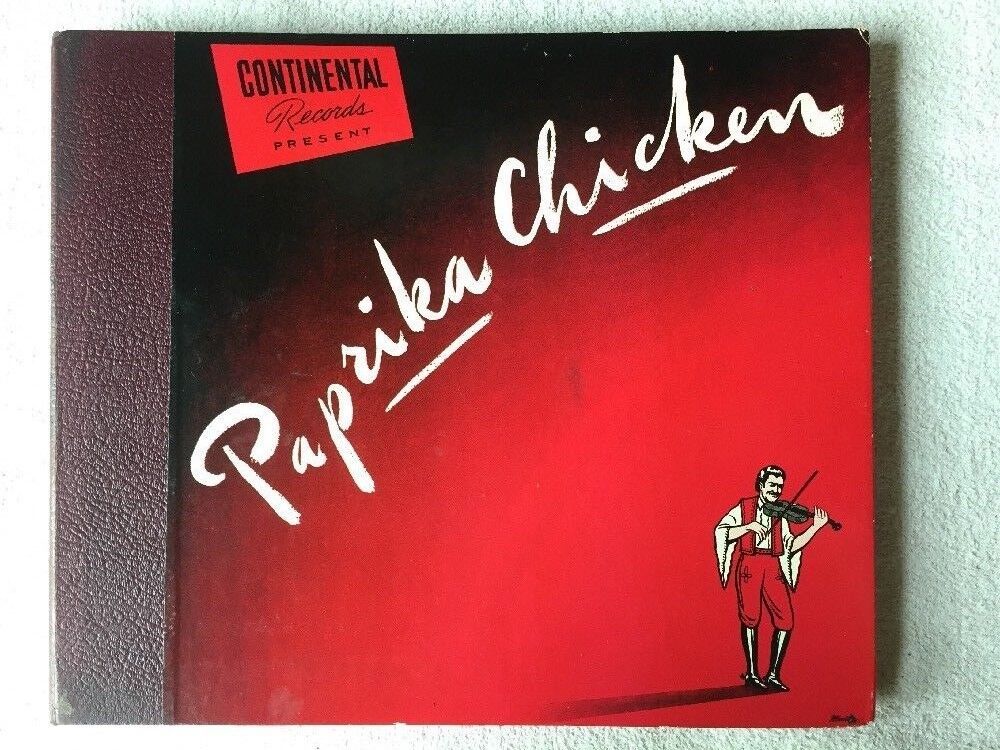 CONTINENTAL
Records
PRESENT
Paprika Chicken